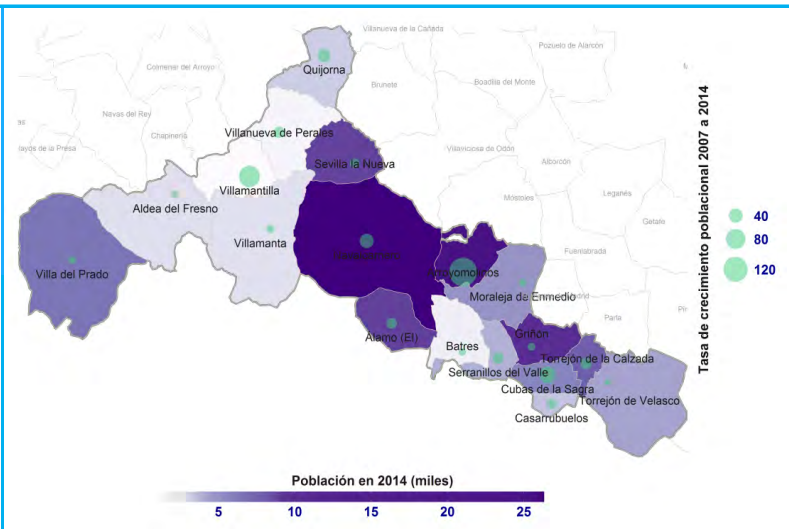 Villanueva de la Cañada
Pozuelo de Alarcón
Colmenar del Arroyo
Quijorna
Brunete
Boadilla del Monte
Navas del Rey
Chapinería
Villanueva de Perales
Villaviciosa de Odón
Alcorcón
Sevilla la Nueva
Villamantilla
Aldea del Fresno
Móstoles
Leganés
Getafe
Villamanta
Arroyomolinos
Fuenlabrada
Villa del Prado
Moraleja de Enmedio
Parla
Álamo (El)
Batres
Griñón
Torrejón de la Calzada
Serranillos del Valle
Cubas de la Sagra
Torrejón de Velasco
Casarrubuelos
Tasa de crecimiento poblacional 2007 a 2014
40
80
120
Población en 2014 (miles)
5 10 15 20 25